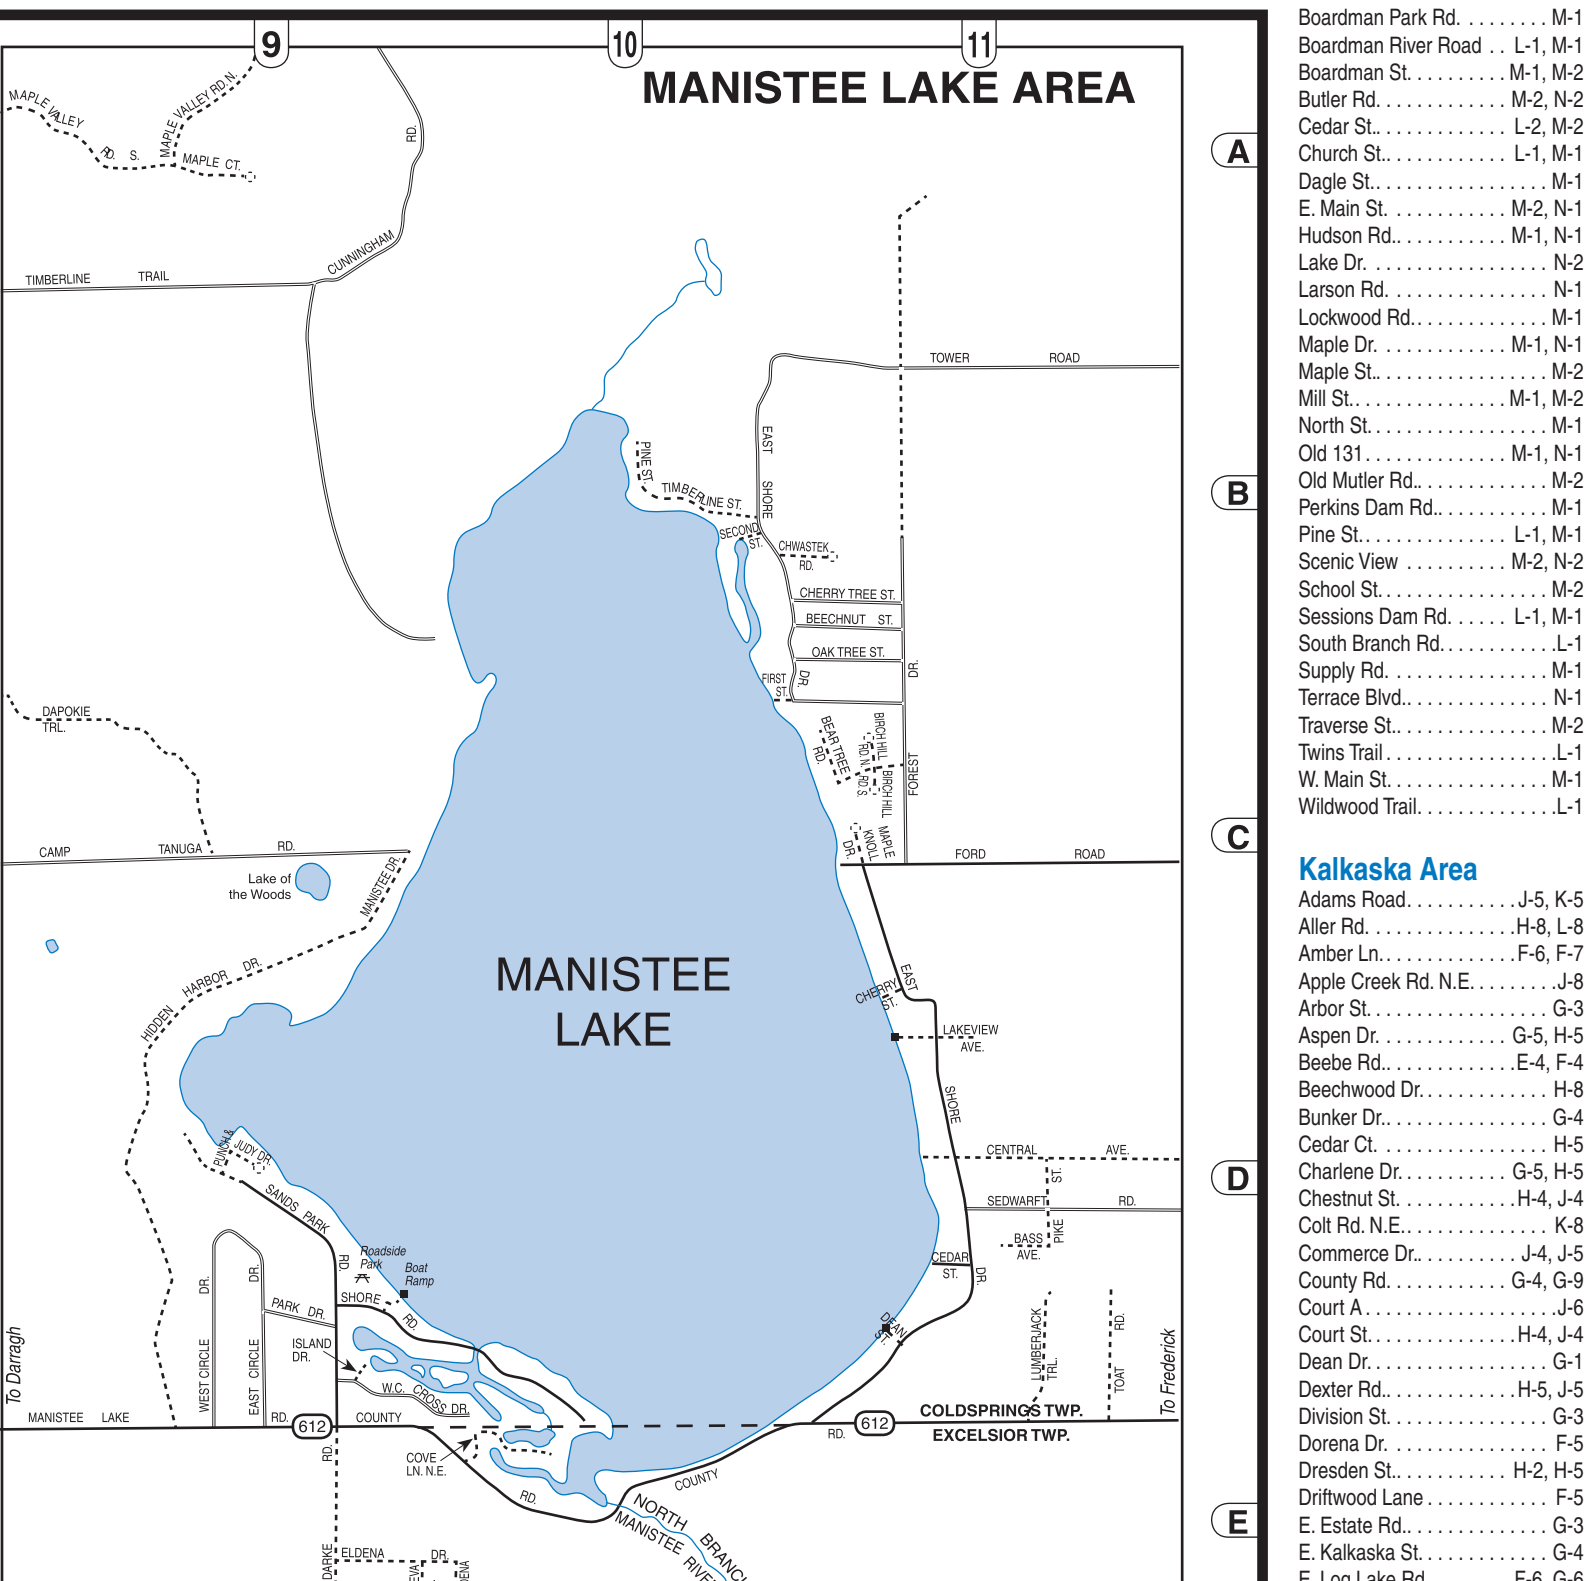 9
10
11
MANISTEE LAKE AREA
A
B
C
D
E
MAPLE VALLEY
RD. S.
MAPLE VALLEY RD. N.
MAPLE CT.
RD.
CUNNINGHAM
TIMBERLINE TRAIL
TOWER ROAD
EAST
SHORE
PINE ST.
TIMBERLINE ST.
SECOND
ST.
CHWASTEK
RD.
CHERRY TREE ST.
BEECHNUT ST.
OAK TREE ST.
DR.
DR.
FIRST
ST.
BEAR TREE
RD.
BIRCH HILL
RD. N.
BIRCH HILL
RD. S.
FOREST
MAPLE
KNOLL
DR.
FORD ROAD
DAPOKIE
TRL.
CAMP TANUGA RD.
Lake of
the Woods
MANISTEE DR.
HIDDEN HARBOR DR.
MANISTEE
LAKE
EAST
CHERRY
ST.
LAKEVIEW
AVE.
SHORE
CENTRAL AVE.
ST.
SEDWARFT RD.
PIKE
BASS
AVE.
CEDAR
ST.
DR.
DEAN
ST.
LUMBERJACK
TRL.
TOAT RD.
To Frederick
PUNCH &
JUDY DR.
SANDS PARK
RD.
Roadside
Park
Boat
Ramp
SHORE
RD.
PARK DR.
ISLAND
DR.
WEST CIRCLE DR.
EAST CIRCLE DR.
W.C. CROSS DR.
To Darragh
MANISTEE LAKE RD.
612
COUNTY
RD.
612
COLDSPRINGS TWP.
EXCELSIOR TWP.
COVE
LN. N.E.
RD.
COUNTY
RD.
NORTH BRANCH
MANISTEE RIVER
DARKE
ELDENA DR.
Boardman Park Rd. . . . . . . . . M-1
Boardman River Road . . L-1, M-1
Boardman St. . . . . . . . . . M-1, M-2
Butler Rd. . . . . . . . . . . . . M-2, N-2
Cedar St.. . . . . . . . . . . . . L-2, M-2
Church St.. . . . . . . . . . . . L-1, M-1
Dagle St.. . . . . . . . . . . . . . . . . M-1
E. Main St. . . . . . . . . . . . M-2, N-1
Hudson Rd.. . . . . . . . . . . M-1, N-1
Lake Dr. . . . . . . . . . . . . . . . . . N-2
Larson Rd. . . . . . . . . . . . . . . . N-1
Lockwood Rd.. . . . . . . . . . . . . M-1
Maple Dr. . . . . . . . . . . . . M-1, N-1
Maple St.. . . . . . . . . . . . . . . . . M-2
Mill St.. . . . . . . . . . . . . . . M-1, M-2
North St. . . . . . . . . . . . . . . . . . M-1
Old 131 . . . . . . . . . . . . . . M-1, N-1
Old Mutler Rd.. . . . . . . . . . . . . M-2
Perkins Dam Rd.. . . . . . . . . . . M-1
Pine St.. . . . . . . . . . . . . . L-1, M-1
Scenic View . . . . . . . . . . M-2, N-2
School St. . . . . . . . . . . . . . . . . M-2
Sessions Dam Rd. . . . . . L-1, M-1
South Branch Rd. . . . . . . . . . . .L-1
Supply Rd. . . . . . . . . . . . . . . . M-1
Terrace Blvd.. . . . . . . . . . . . . . N-1
Traverse St.. . . . . . . . . . . . . . . M-2
Twins Trail . . . . . . . . . . . . . . . . .L-1
W. Main St. . . . . . . . . . . . . . . . M-1
Wildwood Trail. . . . . . . . . . . . . .L-1
Kalkaska Area
Adams Road . . . . . . . . . . . J-5, K-5
Aller Rd. . . . . . . . . . . . . . .H-8, L-8
Amber Ln.. . . . . . . . . . . . . .F-6, F-7
Apple Creek Rd. N.E. . . . . . . . .J-8
Arbor St. . . . . . . . . . . . . . . . . . G-3
Aspen Dr. . . . . . . . . . . . . G-5, H-5
Beebe Rd.. . . . . . . . . . . . .E-4, F-4
Beechwood Dr. . . . . . . . . . . . . H-8
Bunker Dr.. . . . . . . . . . . . . . . . G-4
Cedar Ct. . . . . . . . . . . . . . . . . H-5
Charlene Dr. . . . . . . . . . . G-5, H-5
Chestnut St. . . . . . . . . . . . H-4, J-4
Colt Rd. N.E.. . . . . . . . . . . . . . K-8
Commerce Dr.. . . . . . . . . . J-4, J-5
County Rd. . . . . . . . . . . . . G-4, G-9
Court A . . . . . . . . . . . . . . . . . . .J-6
Court St. . . . . . . . . . . . . . . H-4, J-4
Dean Dr. . . . . . . . . . . . . . . . . . G-1
Dexter Rd.. . . . . . . . . . . . . H-5, J-5
Division St. . . . . . . . . . . . . . . . G-3
Dorena Dr. . . . . . . . . . . . . . . . F-5
Dresden St.. . . . . . . . . . . H-2, H-5
Driftwood Lane . . . . . . . . . . . . F-5
E. Estate Rd.. . . . . . . . . . . . . . G-3
E. Kalkaska St. . . . . . . . . . . . . G-4
E. Log Lake Rd. . . . . . . . . F-6, G-6